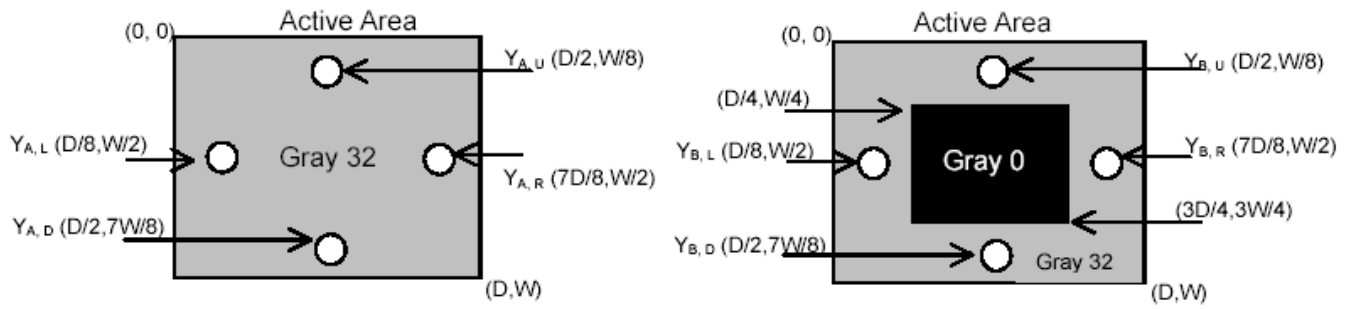 Active Area
(0, 0)
YA, U (D/2,W/8)
YA, L (D/8,W/2)
Gray 32
YA, R (7D/8,W/2)
YA, D (D/2,7W/8)
(D,W)
Active Area
(0, 0)
YB, U (D/2,W/8)
(D/4,W/4)
YB, L (D/8,W/2)
Gray 0
YB, R (7D/8,W/2)
(3D/4,3W/4)
YB, D (D/2,7W/8)
Gray 32
(D,W)